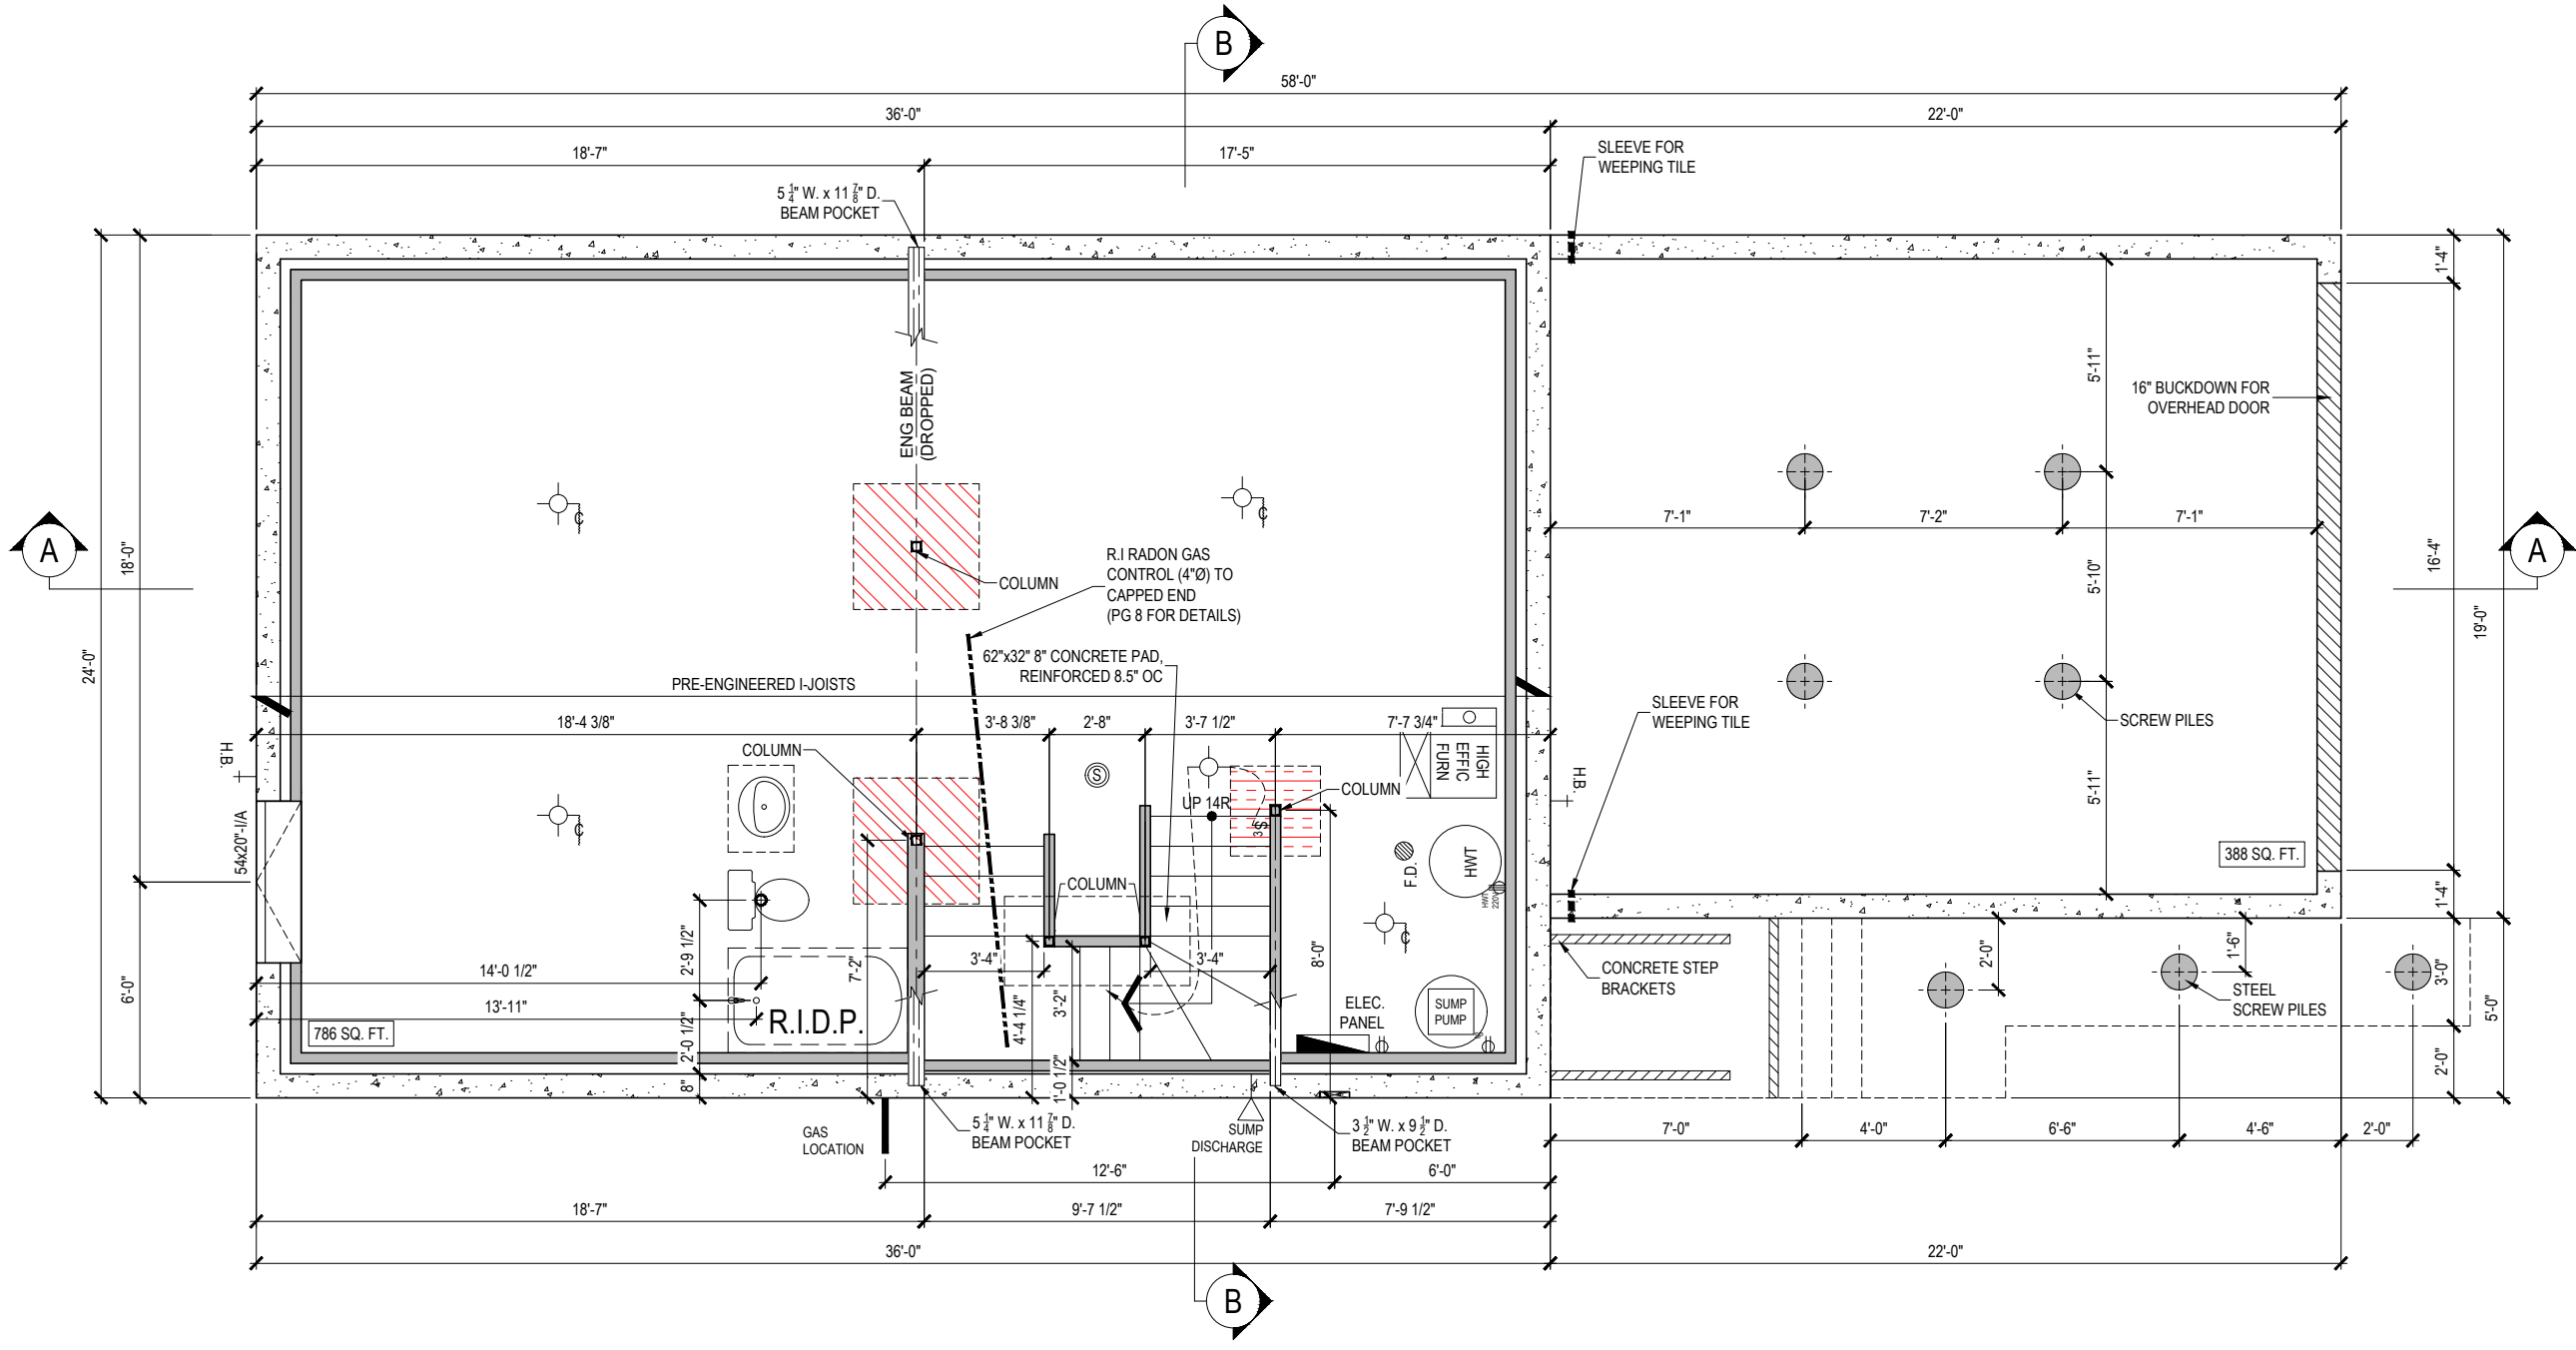 B
58'-0"
36'-0"
22'-0"
18'-7"
17'-5"
SLEEVE FOR
WEEPING TILE
5 1/4" W. x 11 7/8" D.
BEAM POCKET
1'-4"
5'-11"
ENG BEAM
(DROPPED)
16" BUCKDOWN FOR
OVERHEAD DOOR
A
A
18'-0"
24'-0"
7'-1"
7'-2"
7'-1"
5'-10"
16'-4"
19'-0"
COLUMN
R.I RADON GAS
CONTROL (4"Ø) TO
CAPPED END
(PG 8 FOR DETAILS)
62"x32" 8" CONCRETE PAD,
REINFORCED 8.5" OC
PRE-ENGINEERED I-JOISTS
SLEEVE FOR
WEEPING TILE
SCREW PILES
18'-4 3/8"
3'-8 3/8"
2'-8"
3'-7 1/2"
7'-7 3/4"
HIGH
EFFIC
FURN
COLUMN
H.B.
H.B.
S
UP 14R
COLUMN
5'-11"
54x20"-I/A
3
HWT
F.D.
388 SQ. FT.
COLUMN
HWT
220V
1'-4"
2'-9 1/2"
14'-0 1/2"
13'-11"
7'-2"
3'-4"
3'-4"
8'-0"
2'-0"
1'-6"
3'-0"
5'-0"
CONCRETE STEP
BRACKETS
STEEL
SCREW PILES
6'-0"
786 SQ. FT.
R.I.D.P.
2'-0 1/2"
8"
4'-4 1/4"
3'-2"
1'-0 1/2"
ELEC.
PANEL
SUMP
PUMP
2'-0"
GAS
LOCATION
5 1/4" W. x 11 7/8" D.
BEAM POCKET
SUMP
DISCHARGE
3 1/2" W. x 9 1/2" D.
BEAM POCKET
7'-0"
4'-0"
6'-6"
4'-6"
2'-0"
12'-6"
6'-0"
18'-7"
9'-7 1/2"
7'-9 1/2"
36'-0"
22'-0"
B